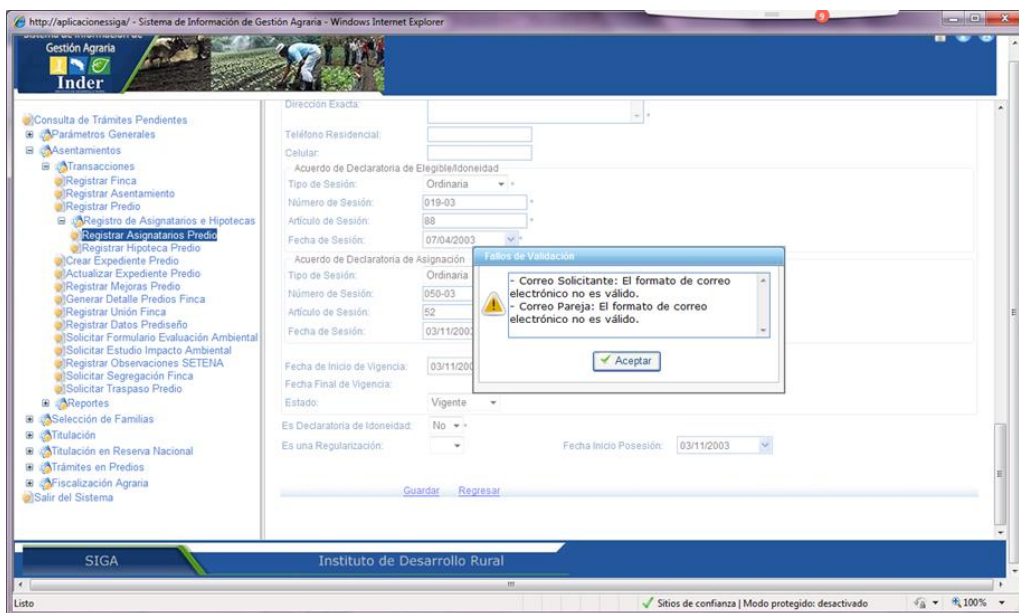 http://aplicacionessiga/ - Sistema de Información de Gestión Agraria - Windows Internet Explorer
9
Sistema de Información de
Gestión Agraria
Inder
Consulta de Trámites Pendientes
Parámetros Generales
Asentamientos
Transacciones
Registrar Finca
Registrar Asentamiento
Registrar Predio
Registro de Asignatarios e Hipotecas
Registrar Asignatarios Predio
Registrar Hipoteca Predio
Crear Expediente Predio
Actualizar Expediente Predio
Registrar Mejoras Predio
Generar Detalle Predios Finca
Registrar Unión Finca
Registrar Datos Prediseño
Solicitar Formulario Evaluación Ambiental
Solicitar Estudio Impacto Ambiental
Registrar Observaciones SETENA
Solicitar Segregación Finca
Solicitar Traspaso Predio
Reportes
Selección de Familias
Titulación
Titulación en Reserva Nacional
Trámites en Predios
Fiscalización Agraria
Salir del Sistema
Dirección Exacta: *
Teléfono Residencial:
Celular:
Acuerdo de Declaratoria de Elegible/Idoneidad
Tipo de Sesión: Ordinaria *
Número de Sesión: 019-03 *
Artículo de Sesión: 88 *
Fecha de Sesión: 07/04/2003 *
Acuerdo de Declaratoria de Asignación
Tipo de Sesión: Ordinaria
Número de Sesión: 050-03
Artículo de Sesión: 52
Fecha de Sesión: 03/11/200
Fecha de Inicio de Vigencia: 03/11/200
Fecha Final de Vigencia:
Estado: Vigente
Es Declaratoria de Idoneidad: No *
Es una Regularización: Fecha Inicio Posesión: 03/11/2003
Guardar Regresar
Fallos de Validación
- Correo Solicitante: El formato de correo
electrónico no es válido.
- Correo Pareja: El formato de correo
electrónico no es válido.
Aceptar
SIGA Instituto de Desarrollo Rural
Listo Sitios de confianza | Modo protegido: desactivado 100%